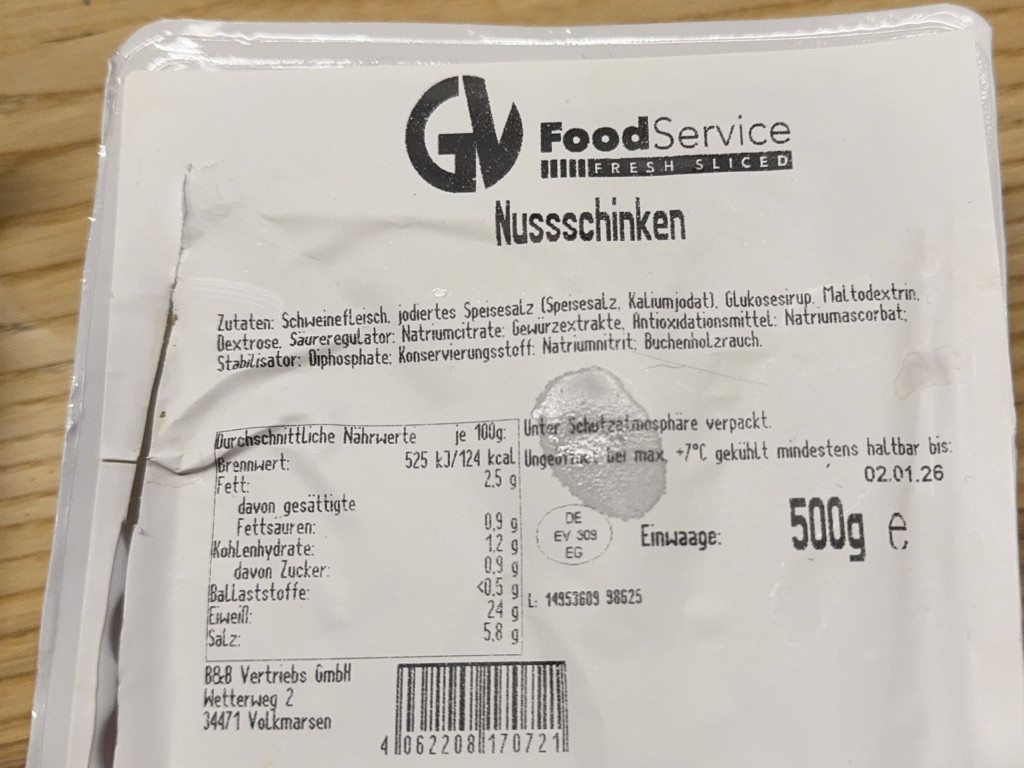 GV FoodService
FRESH SLICED
Nussschinken
Zutaten: Schweinefleisch, jodiertes Speisesalz (Speisesalz, Kaliumjodat), Glukosesirup, Maltodextrin,
Dextrose, Säureregulator: Natriumcitrate; Gewürzextrakte, Antioxidationsmittel: Natriumascorbat;
Stabilisator: Diphosphate; Konservierungsstoff: Natriumnitrit; Buchenholzrauch.
Durchschnittliche Nährwerte je 100g:
Brennwert: 525 kJ/124 kcal
Fett: 2,5 g
davon gesättigte
Fettsäuren: 0,9 g
Kohlenhydrate: 1,2 g
davon Zucker: 0,9 g
Ballaststoffe: <0,5 g
Eiweiß: 24 g
Salz: 5,8 g
Unter Schutzatmosphäre verpackt.
Ungeöffnet bei max. +7°C gekühlt mindestens haltbar bis:
02.01.26
DE
EV 309
EG
Einwaage: 500g e
L: 14953609 98625
B&B Vertriebs GmbH
Wetterweg 2
34471 Volkmarsen
4 062208 170721